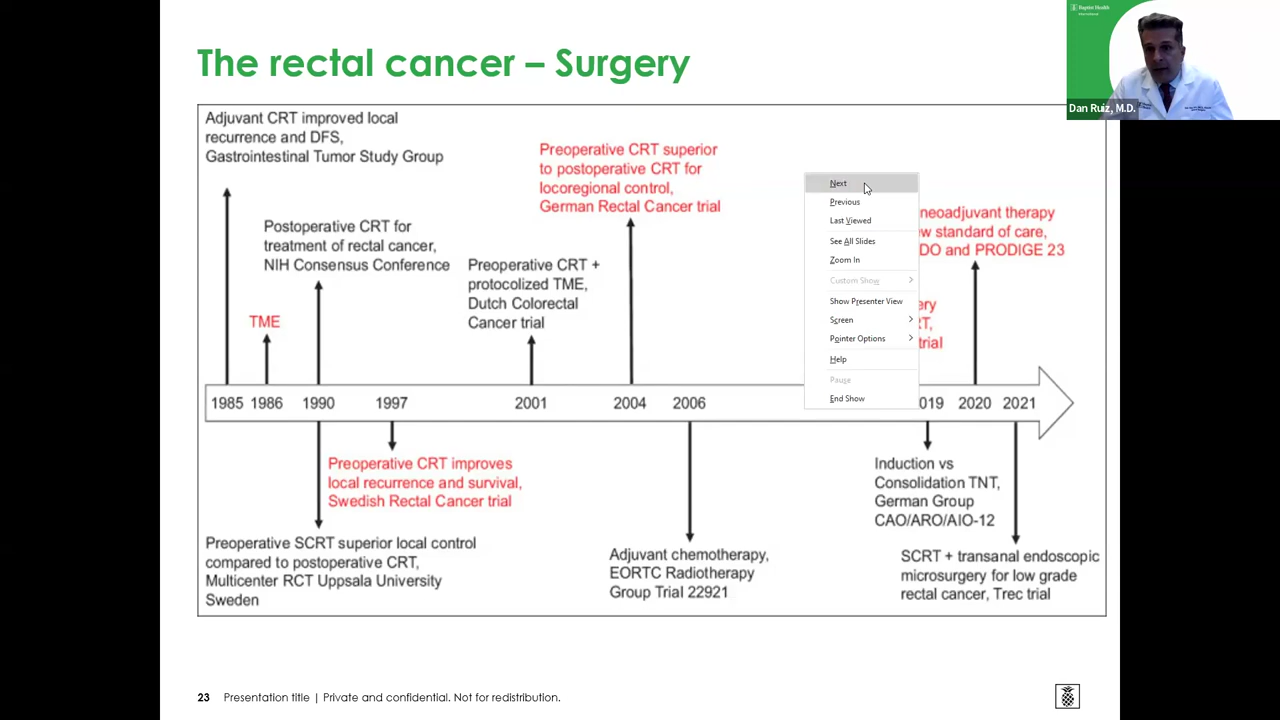 The rectal cancer – Surgery
Baptist Health
International
Dan Ruiz, M.D.
Adjuvant CRT improved local
recurrence and DFS,
Gastrointestinal Tumor Study Group
TME
Postoperative CRT for
treatment of rectal cancer,
NIH Consensus Conference
Preoperative CRT +
protocolized TME,
Dutch Colorectal
Cancer trial
Preoperative CRT superior
to postoperative CRT for
locoregional control,
German Rectal Cancer trial
Next
Previous
Last Viewed
See All Slides
Zoom In
Custom Show
Show Presenter View
Screen
Pointer Options
Help
Pause
End Show
neoadjuvant therapy
w standard of care,
DO and PRODIGE 23
ery
RT,
trial
1985 1986 1990 1997 2001 2004 2006 019 2020 2021
Preoperative CRT improves
local recurrence and survival,
Swedish Rectal Cancer trial
Preoperative SCRT superior local control
compared to postoperative CRT,
Multicenter RCT Uppsala University
Sweden
Adjuvant chemotherapy,
EORTC Radiotherapy
Group Trial 22921
Induction vs
Consolidation TNT,
German Group
CAO/ARO/AIO-12
SCRT + transanal endoscopic
microsurgery for low grade
rectal cancer, Trec trial
23 Presentation title | Private and confidential. Not for redistribution.